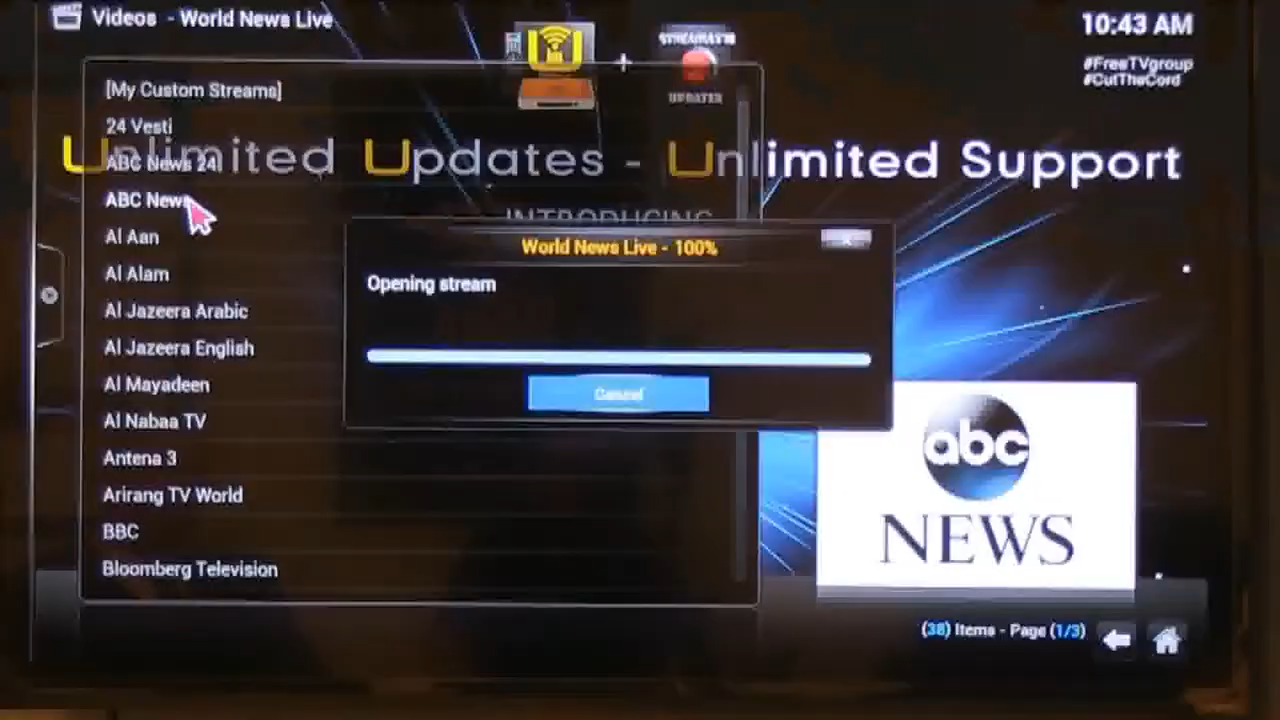 Videos - World News Live
10:43 AM
#FreeTVgroup
#CutTheCord
UPDATER
[My Custom Streams]
24 Vesti
ABC News 24
ABC News
Al Aan
Al Alam
Al Jazeera Arabic
Al Jazeera English
Al Mayadeen
Al Nabaa TV
Antena 3
Arirang TV World
BBC
Bloomberg Television
Unlimited Updates - Unlimited Support
INTRODUCING
World News Live - 100%
Opening stream
Cancel
abc
NEWS
(38) Items - Page (1/3)